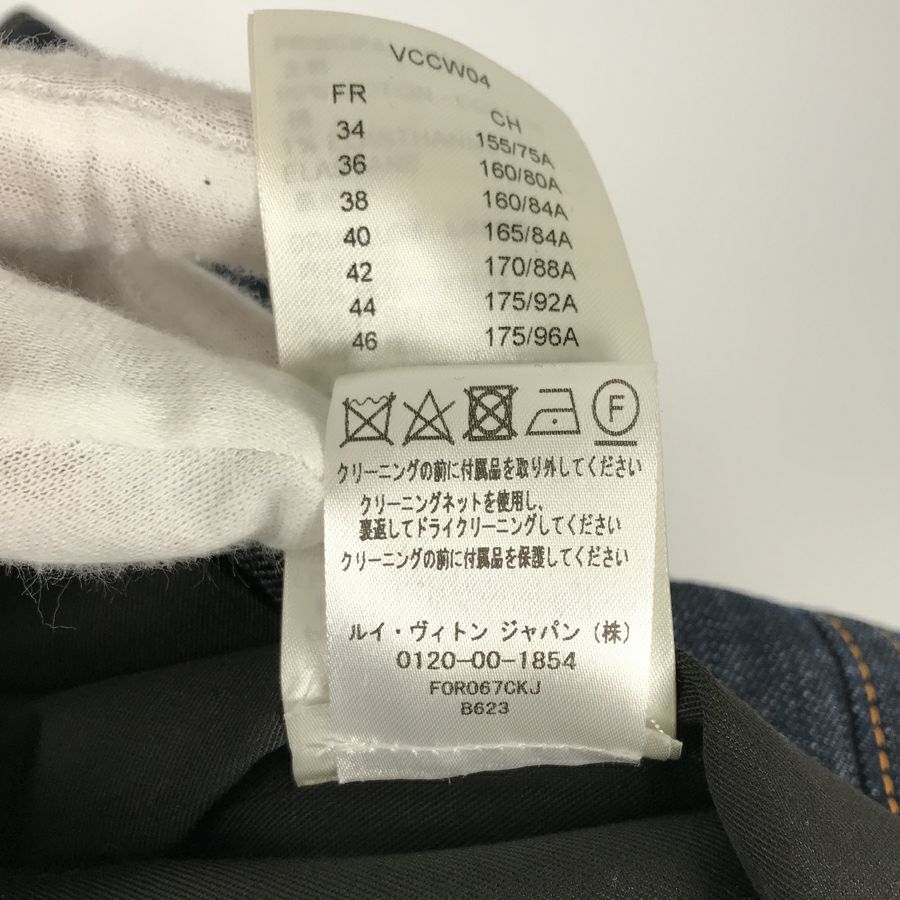 VCCW04
FR CH
34 155/75A
36 160/80A
38 160/84A
40 165/84A
42 170/88A
44 175/92A
46 175/96A
F
クリーニングの前に付属品を取り外してください
クリーニングネットを使用し、
裏返してドライクリーニングしてください
クリーニングの前に付属品を保護してください
ルイ・ヴィトン ジャパン (株)
0120-00-1854
FOR067CKJ
B623